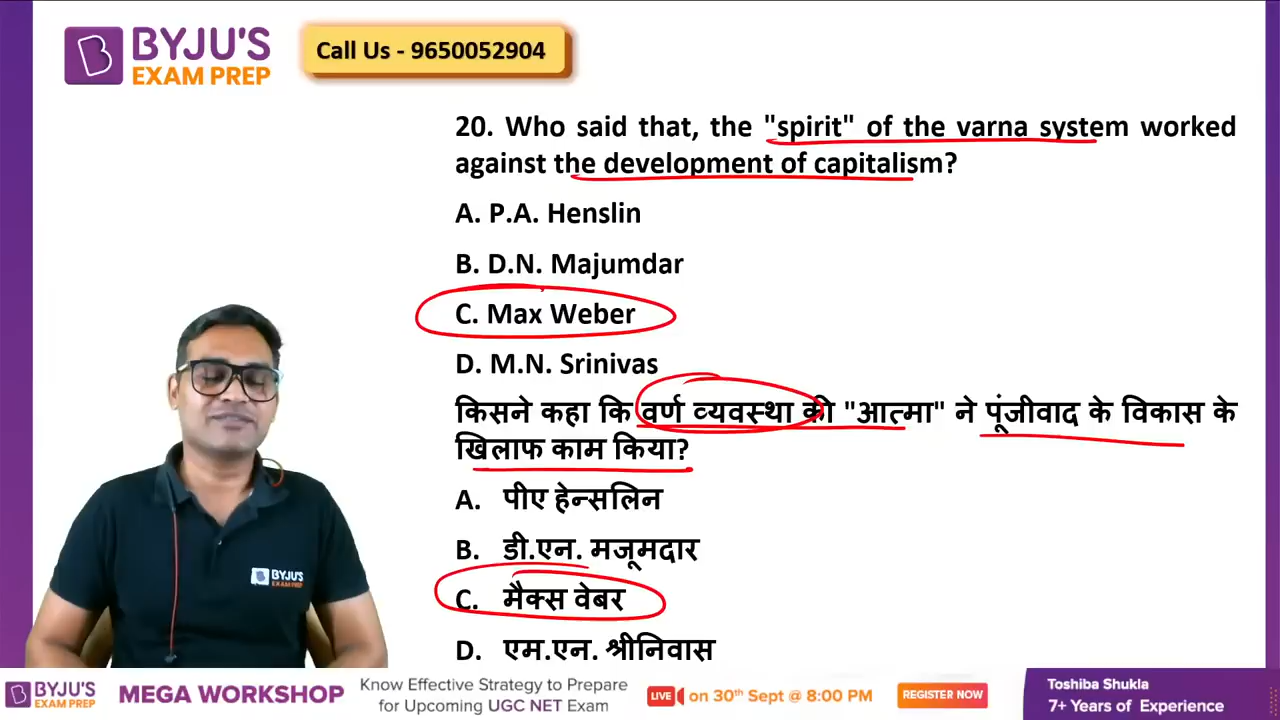 BYJU'S
EXAM PREP
Call Us - 9650052904
20. Who said that, the "spirit" of the varna system worked
against the development of capitalism?
A. P.A. Henslin
B. D.N. Majumdar
C. Max Weber
D. M.N. Srinivas
किसने कहा कि वर्ण व्यवस्था की "आत्मा" ने पूंजीवाद के विकास के
खिलाफ काम किया?
A. पीए हेन्सलिन
B. डी.एन. मजूमदार
C. मैक्स वेबर
D. एम.एन. श्रीनिवास
BYJU'S
EXAM PREP
BYJU'S
EXAM PREP
MEGA WORKSHOP
Know Effective Strategy to Prepare
for Upcoming UGC NET Exam
LIVE on 30th Sept @ 8:00 PM
REGISTER NOW
Toshiba Shukla
7+ Years of Experience